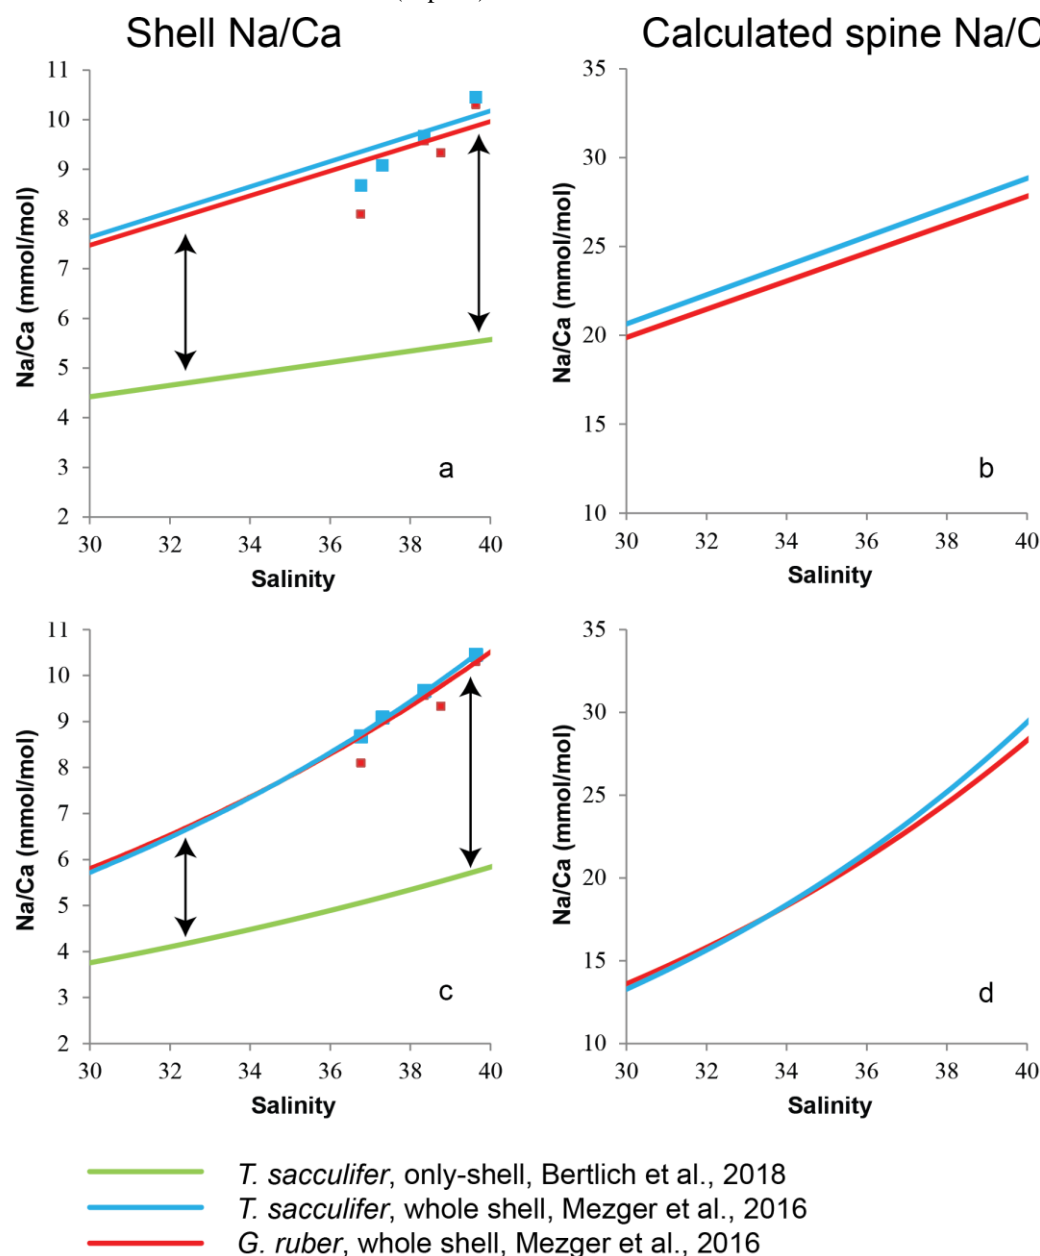 Shell Na/Ca
Calculated spine Na/C
11
10
9
8
7
6
5
4
3
2
Na/Ca (mmol/mol)
30 32 34 36 38 40
Salinity
a
35
30
25
20
15
10
Na/Ca (mmol/mol)
30 32 34 36 38 40
Salinity
b
11
10
9
8
7
6
5
4
3
2
Na/Ca (mmol/mol)
30 32 34 36 38 40
Salinity
c
35
30
25
20
15
10
Na/Ca (mmol/mol)
30 32 34 36 38 40
Salinity
d
T. sacculifer, only-shell, Bertlich et al., 2018
T. sacculifer, whole shell, Mezger et al., 2016
G. ruber, whole shell, Mezger et al., 2016